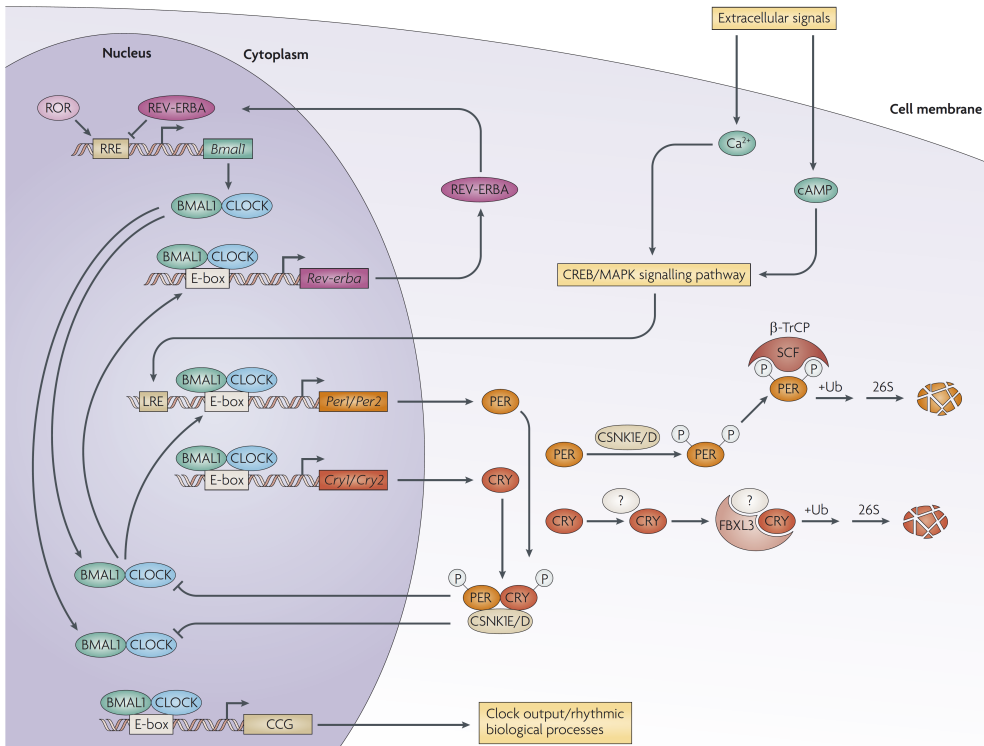 Extracellular signals
Nucleus
Cytoplasm
Cell membrane
ROR
REV-ERBA
RRE
Bmal1
Ca2+
cAMP
REV-ERBA
BMAL1
CLOCK
BMAL1
CLOCK
E-box
Rev-erba
CREB/MAPK signalling pathway
β-TrCP
SCF
P
P
PER
+Ub
26S
BMAL1
CLOCK
LRE
E-box
Per1/Per2
PER
CSNK1E/D
PER
P
P
PER
BMAL1
CLOCK
E-box
Cry1/Cry2
CRY
?
CRY
CRY
?
FBXL3
CRY
+Ub
26S
BMAL1
CLOCK
P
P
PER
CRY
CSNK1E/D
BMAL1
CLOCK
BMAL1
CLOCK
E-box
CCG
Clock output/rhythmic
biological processes